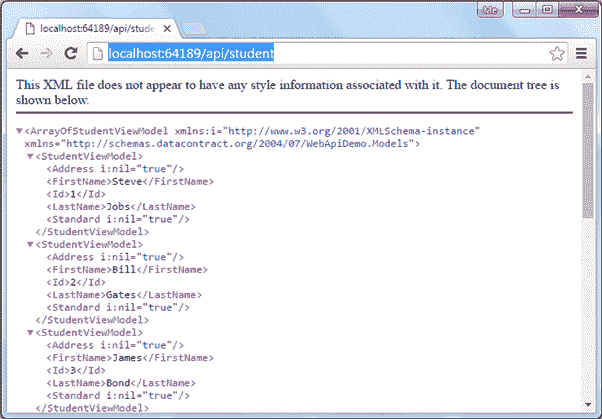 Me
localhost:64189/api/stude
localhost:64189/api/student
This XML file does not appear to have any style information associated with it. The document tree is
shown below.
▼<ArrayOfStudentViewModel xmlns:i="http://www.w3.org/2001/XMLSchema-instance"
xmlns="http://schemas.datacontract.org/2004/07/WebApiDemo.Models">
▼<StudentViewModel>
<Address i:nil="true"/>
<FirstName>Steve</FirstName>
<Id>1</Id>
<LastName>Jobs</LastName>
<Standard i:nil="true"/>
</StudentViewModel>
▼<StudentViewModel>
<Address i:nil="true"/>
<FirstName>Bill</FirstName>
<Id>2</Id>
<LastName>Gates</LastName>
<Standard i:nil="true"/>
</StudentViewModel>
▼<StudentViewModel>
<Address i:nil="true"/>
<FirstName>James</FirstName>
<Id>3</Id>
<LastName>Bond</LastName>
<Standard i:nil="true"/>
</StudentViewModel>